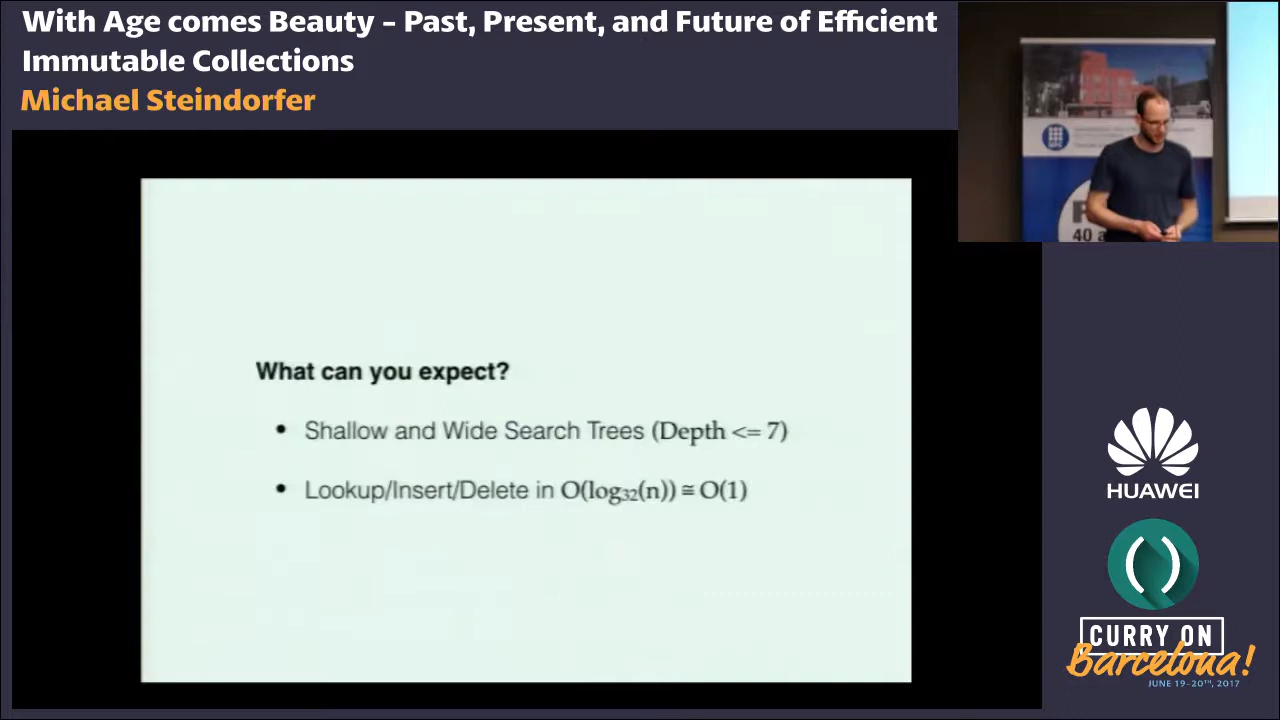 With Age comes Beauty – Past, Present, and Future of Efficient
Immutable Collections
Michael Steindorfer
40 a
What can you expect?
• Shallow and Wide Search Trees (Depth <= 7)
• Lookup/Insert/Delete in O(log₃₂(n)) ≅ O(1)
HUAWEI
( )
CURRY ON
Barcelona!
JUNE 19-20TH, 2017